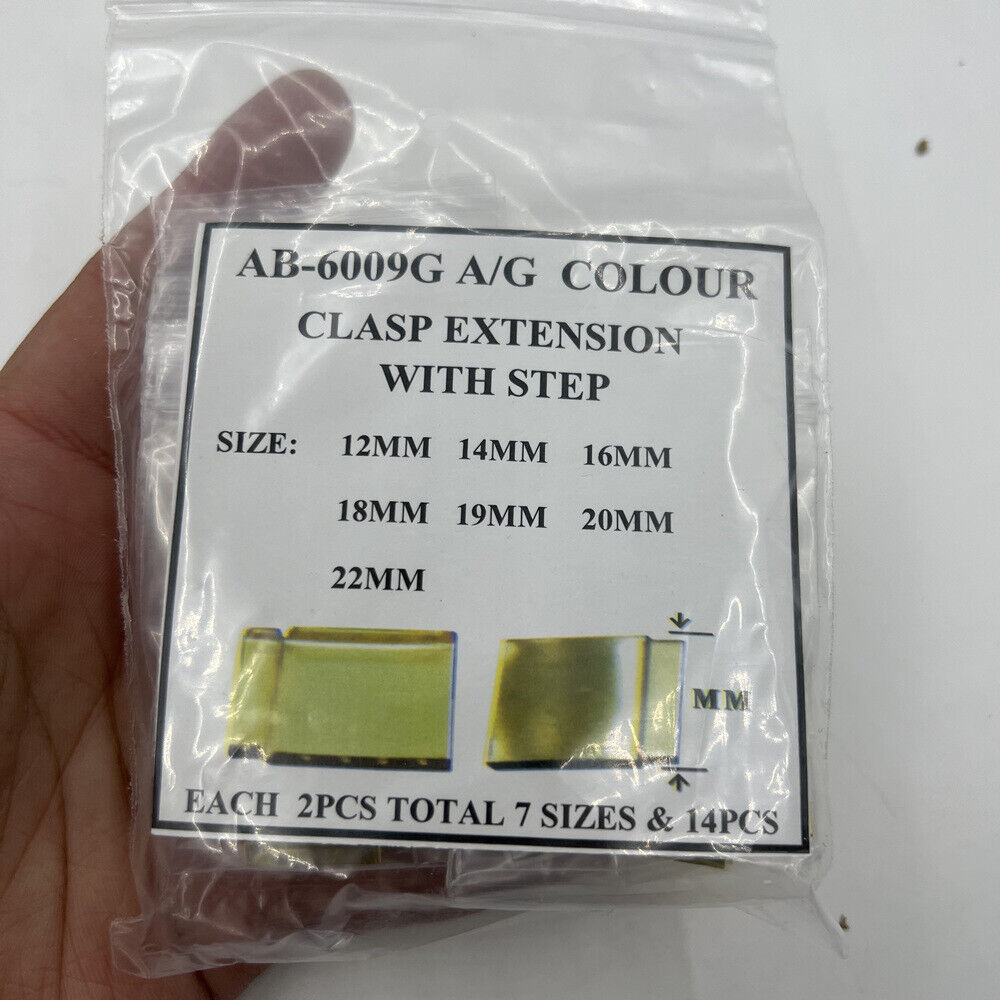 AB-6009G A/G COLOUR
CLASP EXTENSION
WITH STEP
SIZE: 12MM 14MM 16MM
18MM 19MM 20MM
22MM
MM
EACH 2PCS TOTAL 7 SIZES & 14PCS